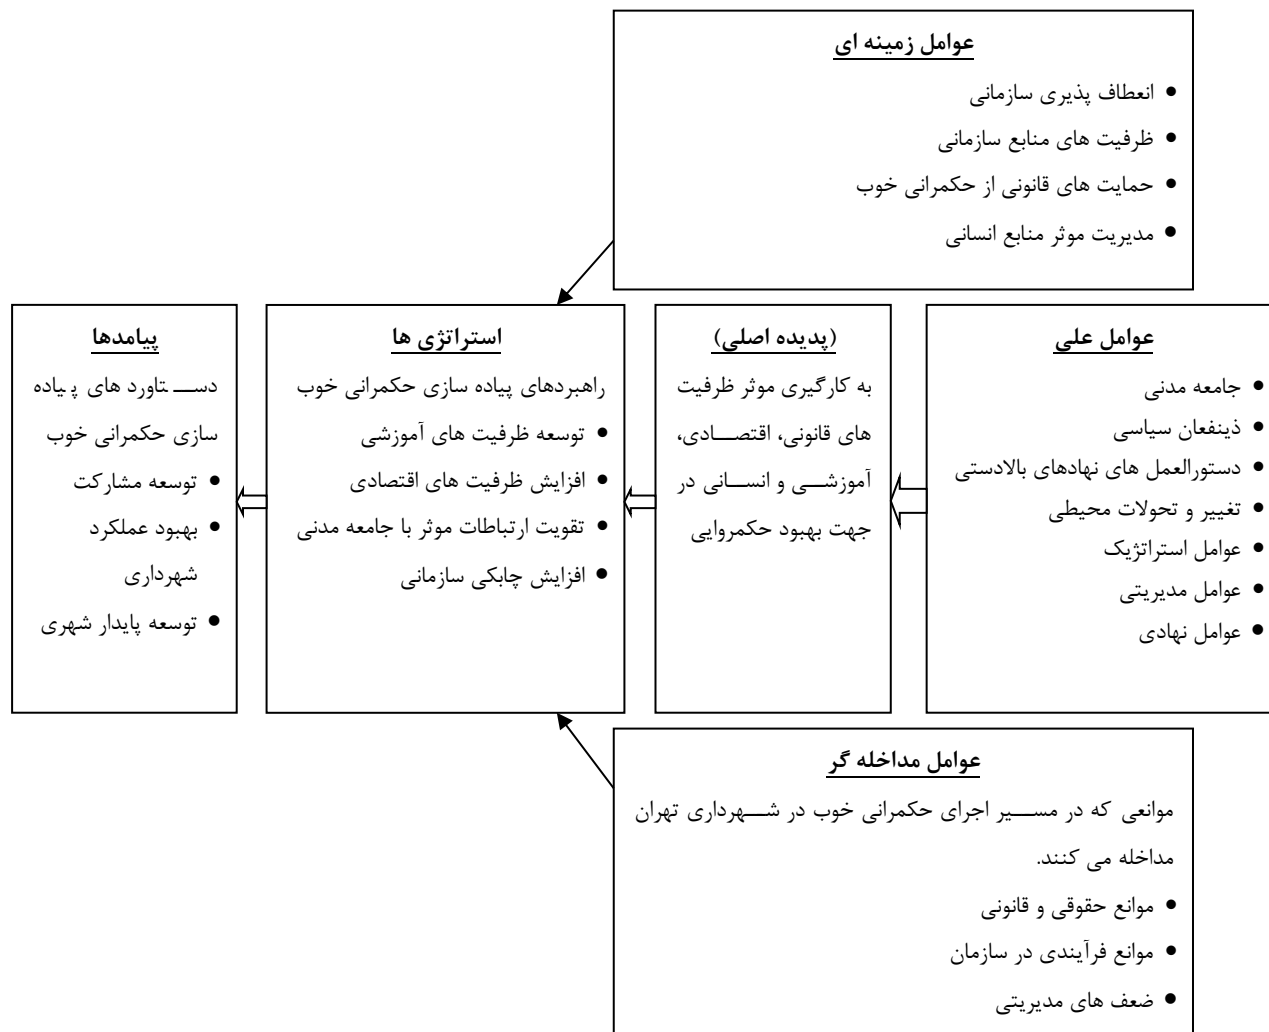 عوامل زمینه ای
• انعطاف پذیری سازمانی
• ظرفیت های منابع سازمانی
• حمایت های قانونی از حکمرانی خوب
• مدیریت موثر منابع انسانی
عوامل علی
• جامعه مدنی
• ذینفعان سیاسی
• دستورالعمل های نهادهای بالادستی
• تغییر و تحولات محیطی
• عوامل استراتژیک
• عوامل مدیریتی
• عوامل نهادی
(پدیده اصلی)
به کارگیری موثر ظرفیت
های قانونی، اقتصادی،
آموزشی و انسانی در
جهت بهبود حکمروایی
استراتژی ها
راهبردهای پیاده سازی حکمرانی خوب
• توسعه ظرفیت های آموزشی
• افزایش ظرفیت های اقتصادی
• تقویت ارتباطات موثر با جامعه مدنی
• افزایش چابکی سازمانی
پیامدها
دستاورد های پیاده
سازی حکمرانی خوب
• توسعه مشارکت
• بهبود عملکرد
شهرداری
• توسعه پایدار شهری
عوامل مداخله گر
موانعی که در مسیر اجرای حکمرانی خوب در شهرداری تهران
مداخله می کنند.
• موانع حقوقی و قانونی
• موانع فرآیندی در سازمان
• ضعف های مدیریتی